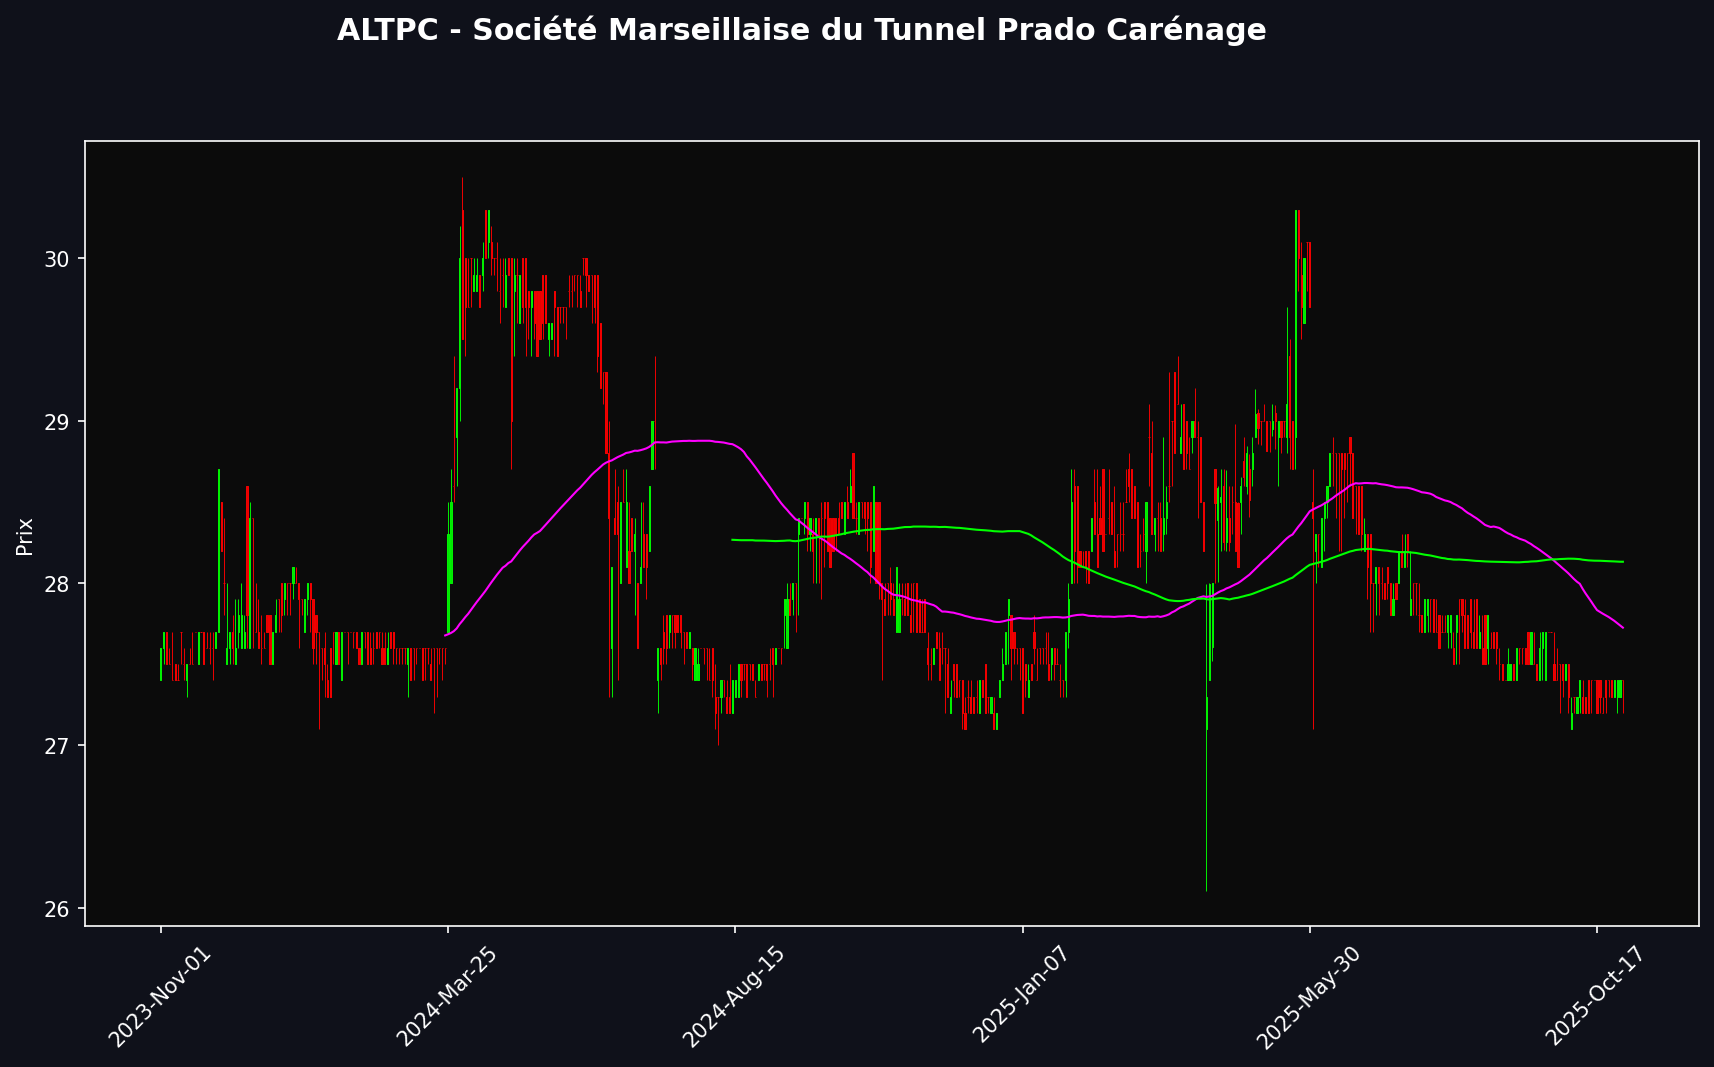 ALTPC - Société Marseillaise du Tunnel Prado Carénage
Prix
30
29
28
27
26
2023-Nov-01
2024-Mar-25
2024-Aug-15
2025-Jan-07
2025-May-30
2025-Oct-17